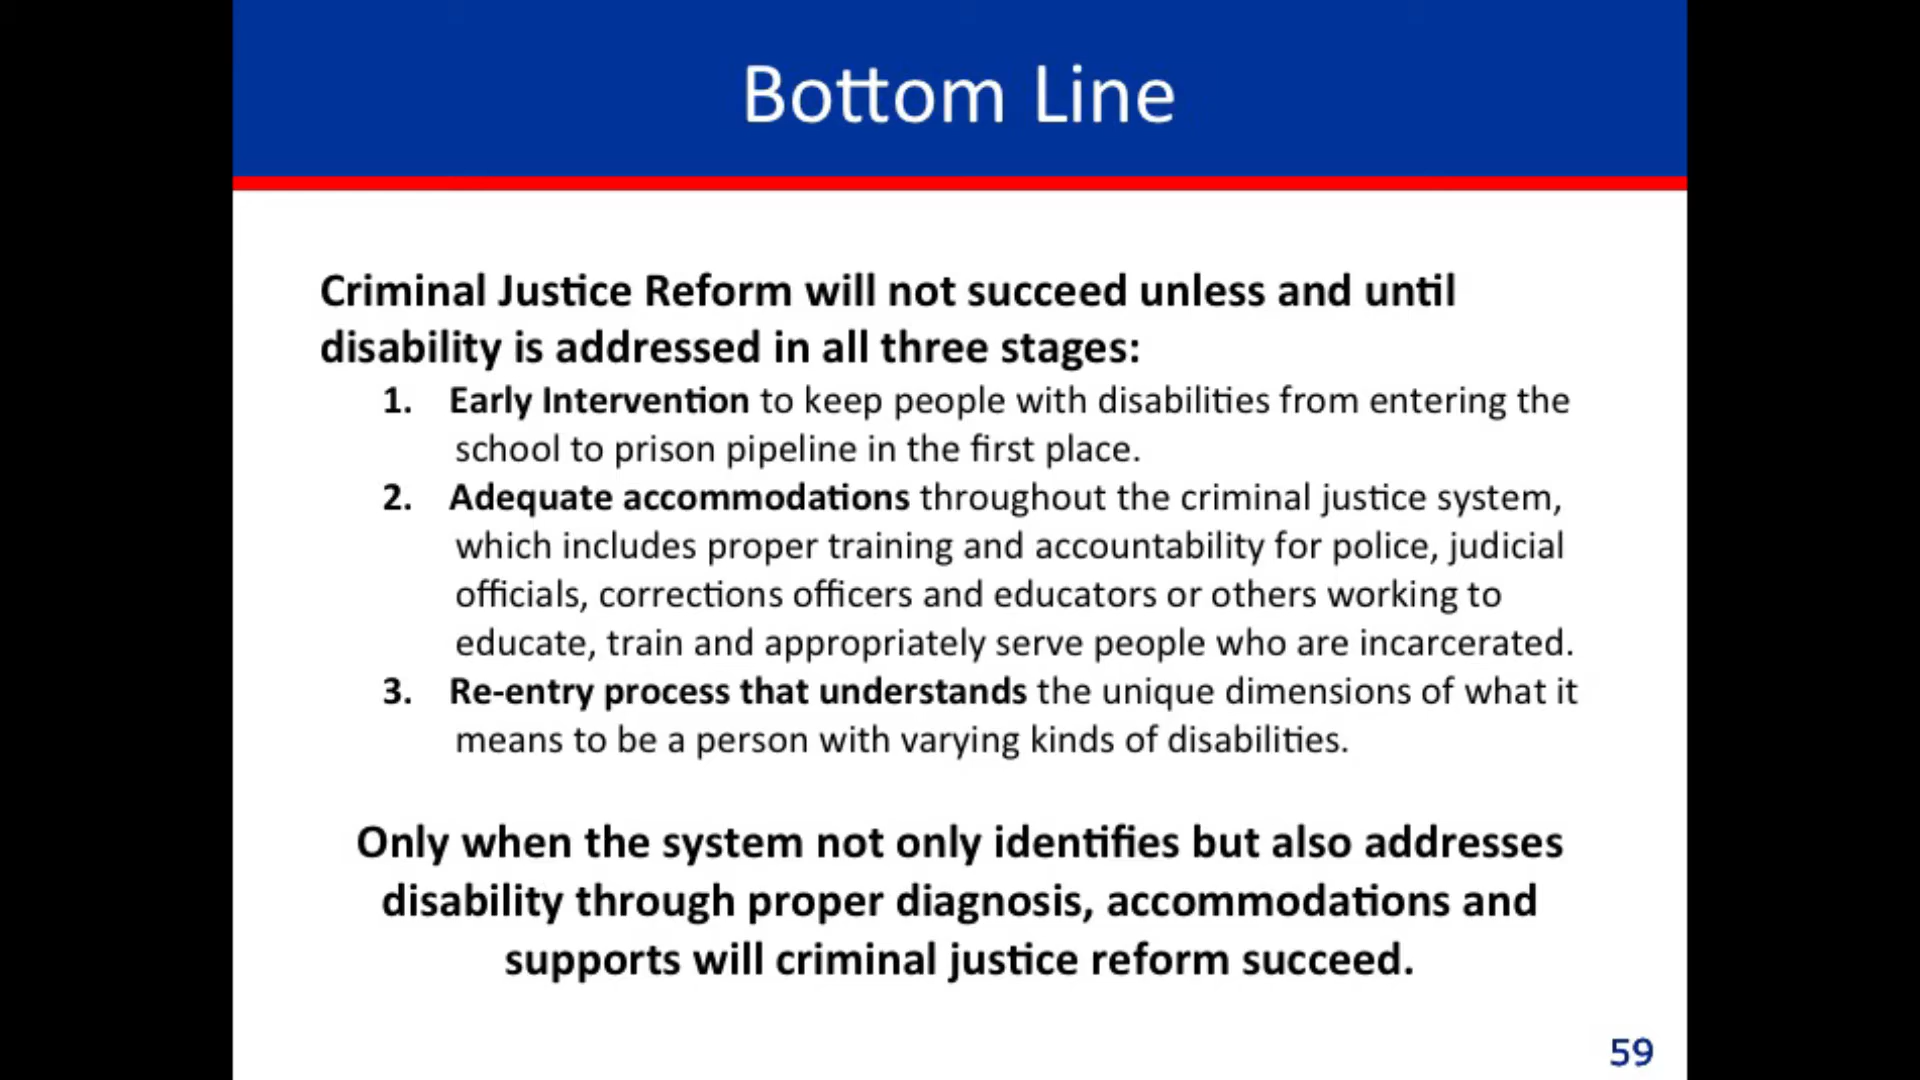 Bottom Line
Criminal Justice Reform will not succeed unless and until
disability is addressed in all three stages:
1. Early Intervention to keep people with disabilities from entering the
school to prison pipeline in the first place.
2. Adequate accommodations throughout the criminal justice system,
which includes proper training and accountability for police, judicial
officials, corrections officers and educators or others working to
educate, train and appropriately serve people who are incarcerated.
3. Re-entry process that understands the unique dimensions of what it
means to be a person with varying kinds of disabilities.
Only when the system not only identifies but also addresses
disability through proper diagnosis, accommodations and
supports will criminal justice reform succeed.
59